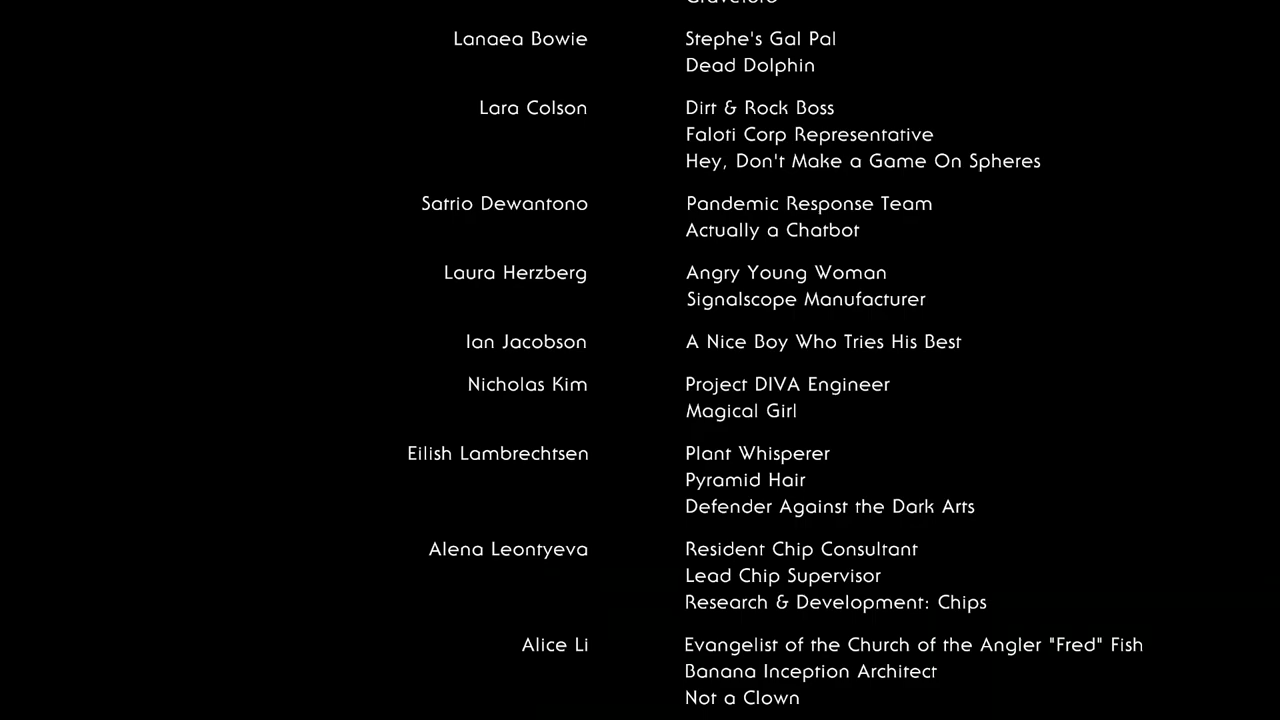 Lanaea Bowie Stephe's Gal Pal
Dead Dolphin
Lara Colson Dirt & Rock Boss
Faloti Corp Representative
Hey, Don't Make a Game On Spheres
Satrio Dewantono Pandemic Response Team
Actually a Chatbot
Laura Herzberg Angry Young Woman
Signalscope Manufacturer
Ian Jacobson A Nice Boy Who Tries His Best
Nicholas Kim Project DIVA Engineer
Magical Girl
Eilish Lambrechtsen Plant Whisperer
Pyramid Hair
Defender Against the Dark Arts
Alena Leontyeva Resident Chip Consultant
Lead Chip Supervisor
Research & Development: Chips
Alice Li Evangelist of the Church of the Angler "Fred" Fish
Banana Inception Architect
Not a Clown